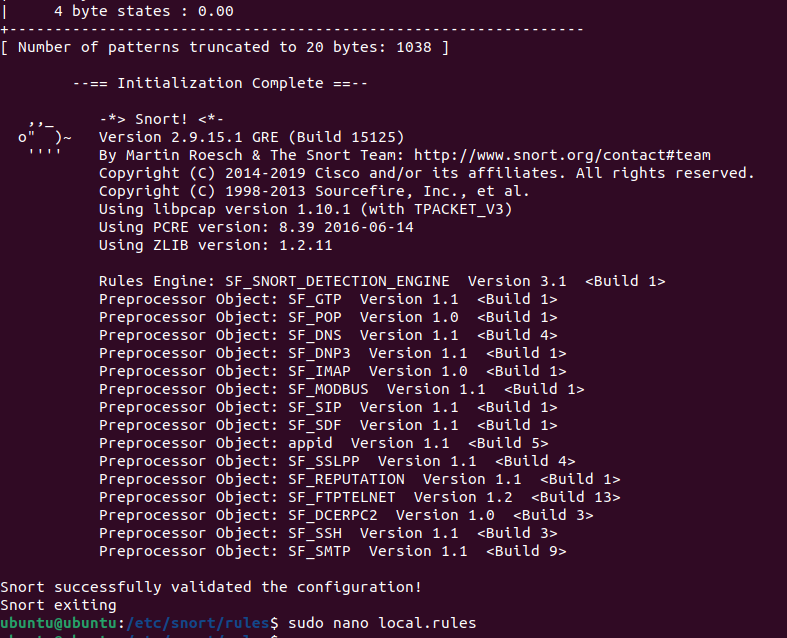 |     4 byte states : 0.00
+----------------------------------------------------------------
[ Number of patterns truncated to 20 bytes: 1038 ]
        --== Initialization Complete ==--
   ,,_     -*> Snort! <*-
  o"  )~   Version 2.9.15.1 GRE (Build 15125)
   ''''    By Martin Roesch & The Snort Team: http://www.snort.org/contact#team
           Copyright (C) 2014-2019 Cisco and/or its affiliates. All rights reserved.
           Copyright (C) 1998-2013 Sourcefire, Inc., et al.
           Using libpcap version 1.10.1 (with TPACKET_V3)
           Using PCRE version: 8.39 2016-06-14
           Using ZLIB version: 1.2.11
           Rules Engine: SF_SNORT_DETECTION_ENGINE  Version 3.1  <Build 1>
           Preprocessor Object: SF_GTP  Version 1.1  <Build 1>
           Preprocessor Object: SF_POP  Version 1.0  <Build 1>
           Preprocessor Object: SF_DNS  Version 1.1  <Build 4>
           Preprocessor Object: SF_DNP3  Version 1.1  <Build 1>
           Preprocessor Object: SF_IMAP  Version 1.0  <Build 1>
           Preprocessor Object: SF_MODBUS  Version 1.1  <Build 1>
           Preprocessor Object: SF_SIP  Version 1.1  <Build 1>
           Preprocessor Object: SF_SDF  Version 1.1  <Build 1>
           Preprocessor Object: appid  Version 1.1  <Build 5>
           Preprocessor Object: SF_SSLPP  Version 1.1  <Build 4>
           Preprocessor Object: SF_REPUTATION  Version 1.1  <Build 1>
           Preprocessor Object: SF_FTPTELNET  Version 1.2  <Build 13>
           Preprocessor Object: SF_DCERPC2  Version 1.0  <Build 3>
           Preprocessor Object: SF_SSH  Version 1.1  <Build 3>
           Preprocessor Object: SF_SMTP  Version 1.1  <Build 9>
Snort successfully validated the configuration!
Snort exiting
ubuntu@ubuntu:/etc/snort/rules$ sudo nano local.rules